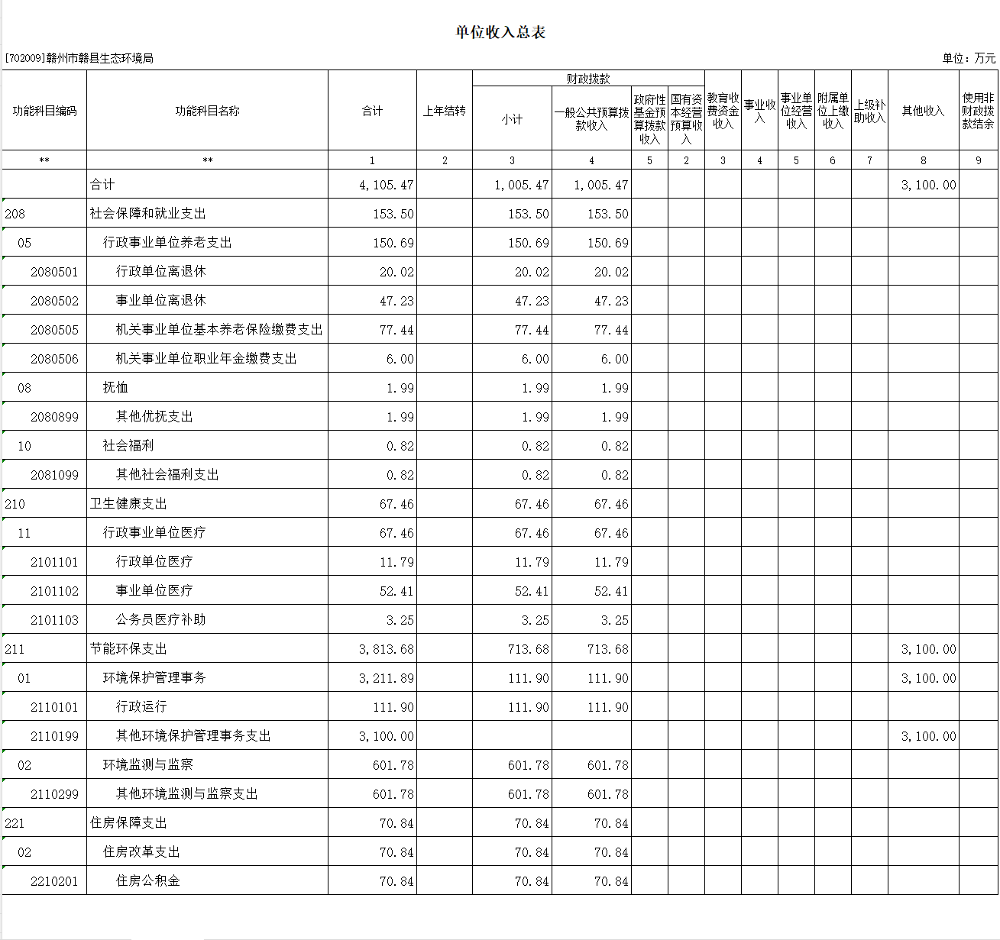 单位收入总表
[702009]赣州市赣县生态环境局 单位：万元
功能科目编码 功能科目名称 合计 上年结转 财政拨款 教育收费资金收入 事业收入 事业单位经营收入 附属单位上缴收入 上级补助收入 其他收入 使用非财政拨款结余
小计 一般公共预算拨款收入 政府性基金预算拨款收入 国有资本经营预算收入
** ** 1 2 3 4 5 2 3 4 5 6 7 8 9
合计 4,105.47 1,005.47 1,005.47 3,100.00
208 社会保障和就业支出 153.50 153.50 153.50
05 行政事业单位养老支出 150.69 150.69 150.69
2080501 行政单位离退休 20.02 20.02 20.02
2080502 事业单位离退休 47.23 47.23 47.23
2080505 机关事业单位基本养老保险缴费支出 77.44 77.44 77.44
2080506 机关事业单位职业年金缴费支出 6.00 6.00 6.00
08 抚恤 1.99 1.99 1.99
2080899 其他优抚支出 1.99 1.99 1.99
10 社会福利 0.82 0.82 0.82
2081099 其他社会福利支出 0.82 0.82 0.82
210 卫生健康支出 67.46 67.46 67.46
11 行政事业单位医疗 67.46 67.46 67.46
2101101 行政单位医疗 11.79 11.79 11.79
2101102 事业单位医疗 52.41 52.41 52.41
2101103 公务员医疗补助 3.25 3.25 3.25
211 节能环保支出 3,813.68 713.68 713.68 3,100.00
01 环境保护管理事务 3,211.89 111.90 111.90 3,100.00
2110101 行政运行 111.90 111.90 111.90
2110199 其他环境保护管理事务支出 3,100.00 3,100.00
02 环境监测与监察 601.78 601.78 601.78
2110299 其他环境监测与监察支出 601.78 601.78 601.78
221 住房保障支出 70.84 70.84 70.84
02 住房改革支出 70.84 70.84 70.84
2210201 住房公积金 70.84 70.84 70.84